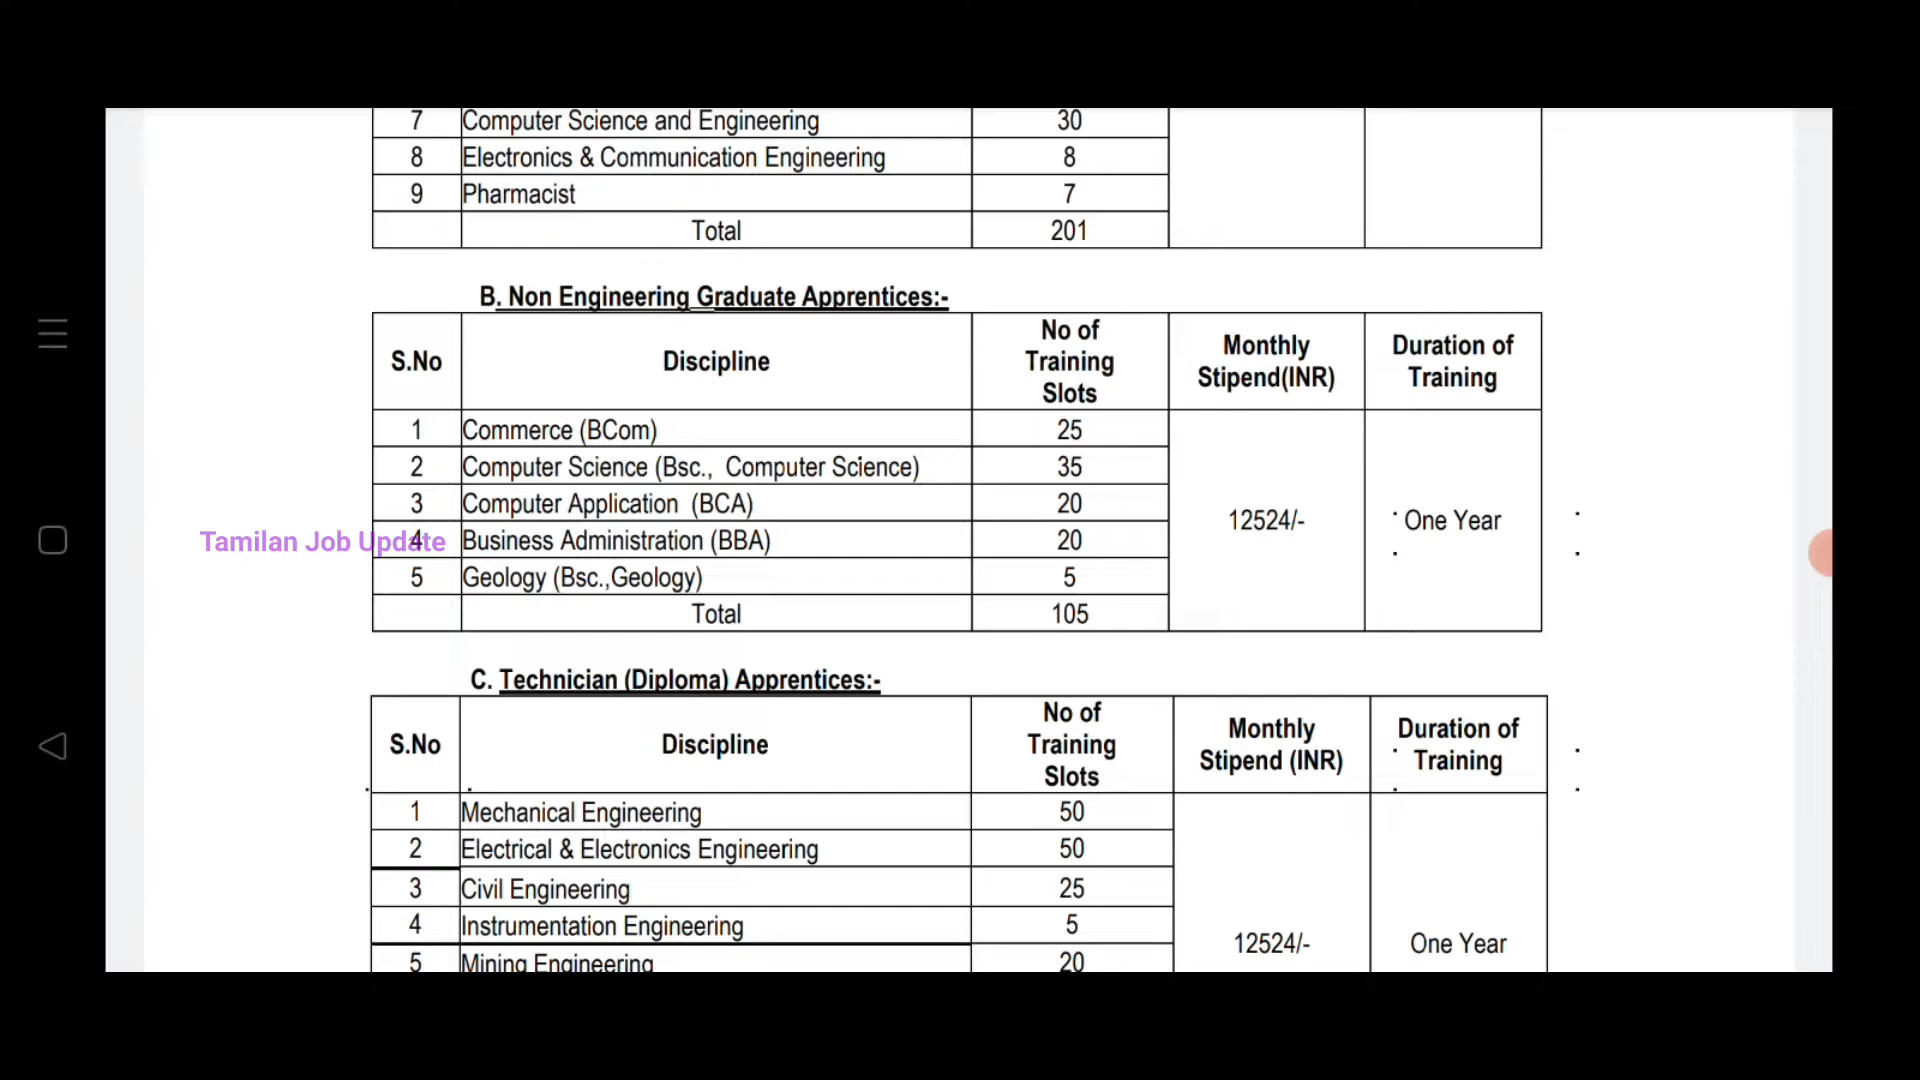 7 Computer Science and Engineering 30
8 Electronics & Communication Engineering 8
9 Pharmacist 7
Total 201
B. Non Engineering Graduate Apprentices:-
S.No Discipline No of Training Slots Monthly Stipend(INR) Duration of Training
1 Commerce (BCom) 25
2 Computer Science (Bsc., Computer Science) 35
3 Computer Application (BCA) 20
12524/- One Year
Tamilan Job Update
4 Business Administration (BBA) 20
5 Geology (Bsc.,Geology) 5
Total 105
C. Technician (Diploma) Apprentices:-
S.No Discipline No of Training Slots Monthly Stipend (INR) Duration of Training
1 Mechanical Engineering 50
2 Electrical & Electronics Engineering 50
3 Civil Engineering 25
4 Instrumentation Engineering 5
12524/- One Year
5 Mining Engineering 20